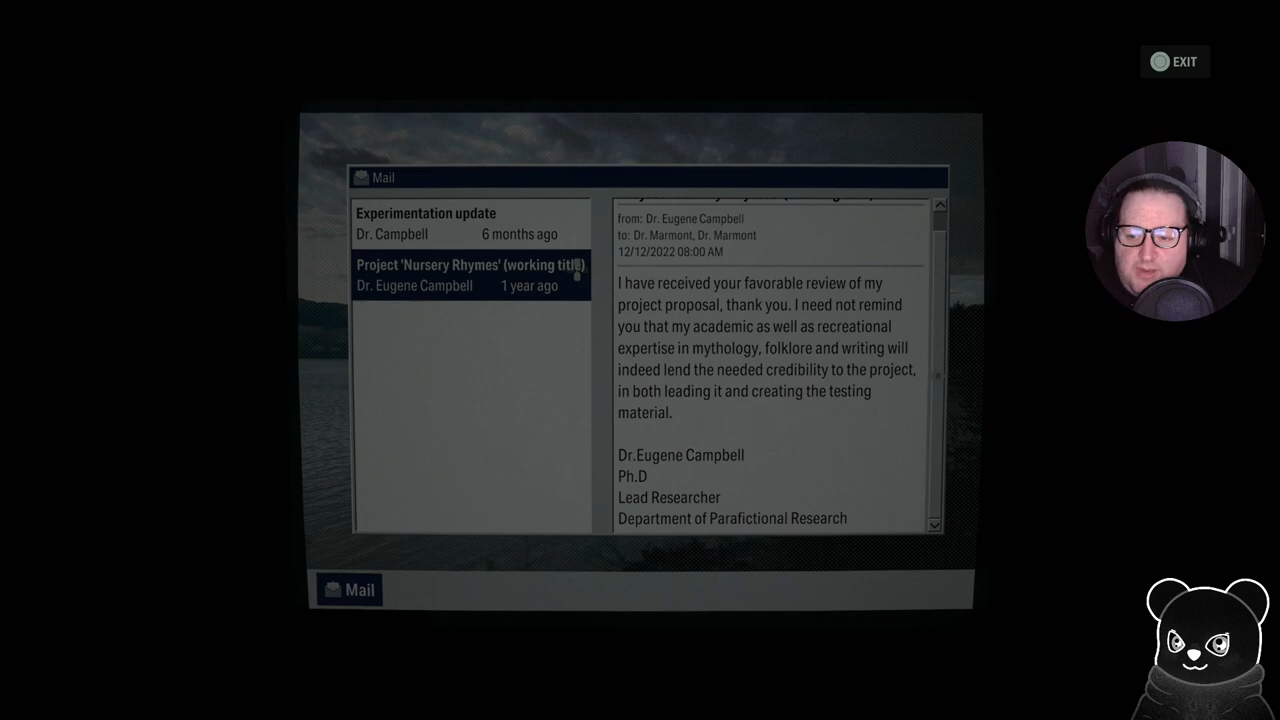 EXIT
Mail
Experimentation update
Dr. Campbell 6 months ago
Project 'Nursery Rhymes' (working title)
Dr. Eugene Campbell 1 year ago
from: Dr. Eugene Campbell
to: Dr. Marmont, Dr. Marmont
12/12/2022 08:00 AM
I have received your favorable review of my
project proposal, thank you. I need not remind
you that my academic as well as recreational
expertise in mythology, folklore and writing will
indeed lend the needed credibility to the project,
in both leading it and creating the testing
material.
Dr.Eugene Campbell
Ph.D
Lead Researcher
Department of Parafictional Research
Mail